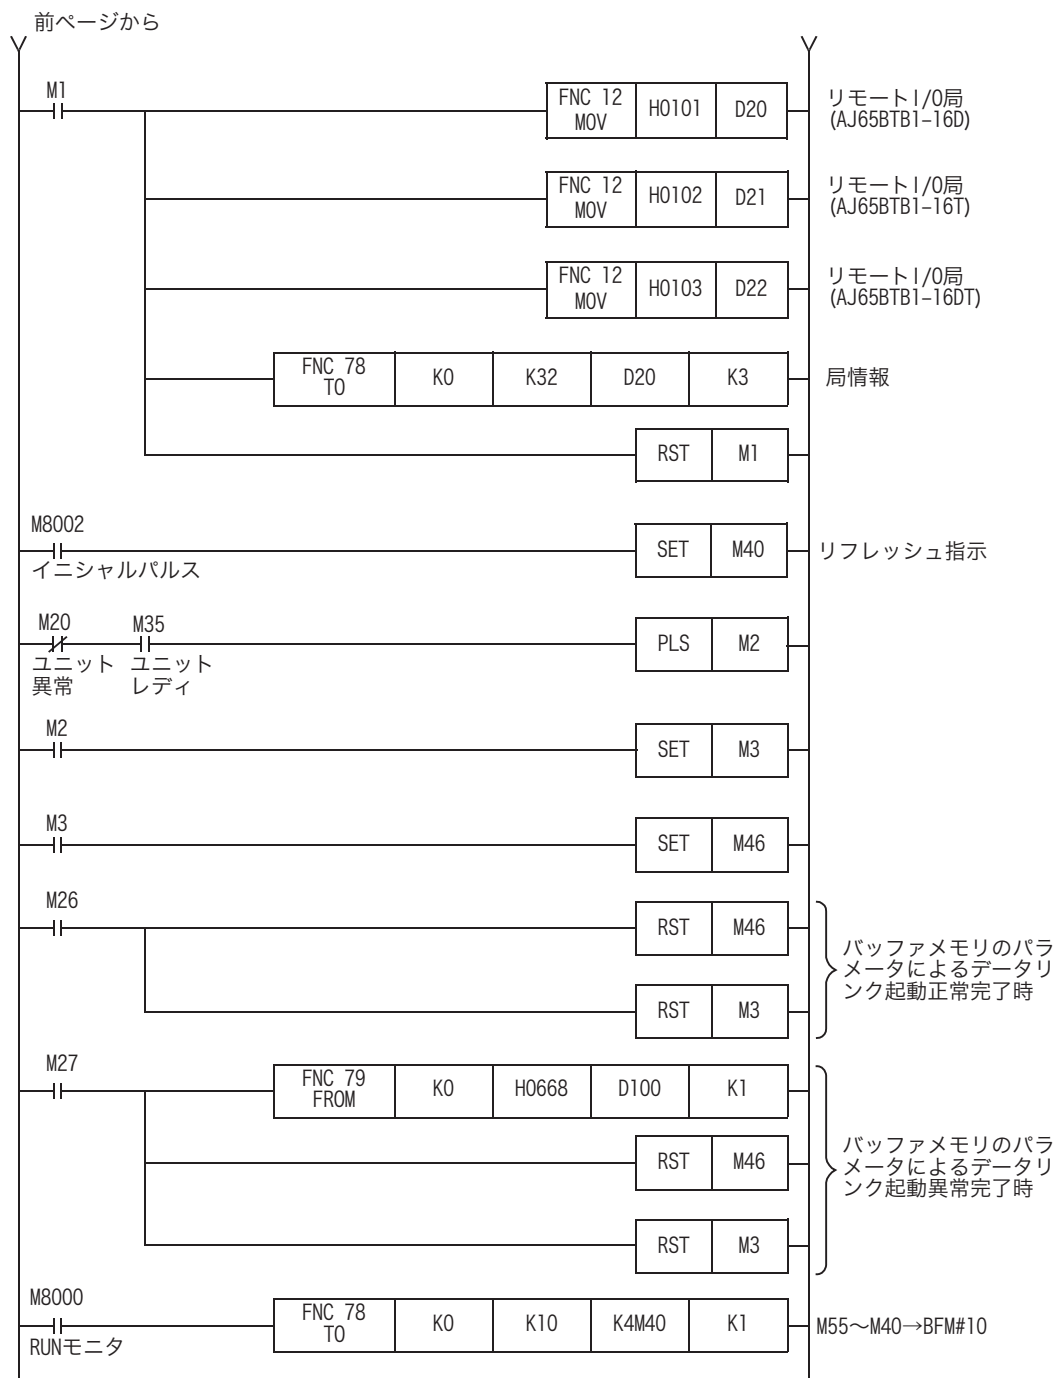 前ページから
M1
FNC 12
MOV
H0101
D20
リモートI/O局
(AJ65BTB1–16D)
FNC 12
MOV
H0102
D21
リモートI/O局
(AJ65BTB1–16T)
FNC 12
MOV
H0103
D22
リモートI/O局
(AJ65BTB1–16DT)
FNC 78
TO
K0
K32
D20
K3
局情報
RST
M1
M8002
イニシャルパルス
SET
M40
リフレッシュ指示
M20
ユニット
異常
M35
ユニット
レディ
PLS
M2
M2
SET
M3
M3
SET
M46
M26
RST
M46
RST
M3
バッファメモリのパラ
メータによるデータリ
ンク起動正常完了時
M27
FNC 79
FROM
K0
H0668
D100
K1
RST
M46
RST
M3
バッファメモリのパラ
メータによるデータリ
ンク起動異常完了時
M8000
RUNモニタ
FNC 78
TO
K0
K10
K4M40
K1
M55～M40→BFM#10